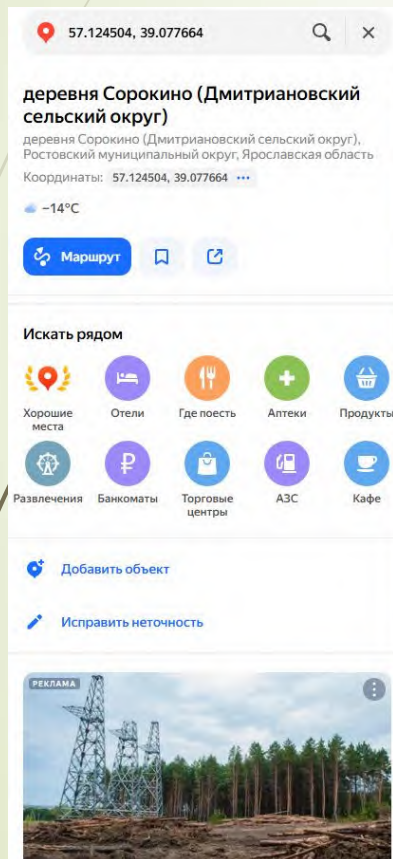 57.124504, 39.077664
деревня Сорокино (Дмитриановский
сельский округ)
деревня Сорокино (Дмитриановский сельский округ),
Ростовский муниципальный округ, Ярославская область
Координаты: 57.124504, 39.077664 •••
−14°C
Маршрут
Искать рядом
Хорошие
места
Отели
Где поесть
Аптеки
Продукты
Развлечения
Банкоматы
Торговые
центры
АЗС
Кафе
Добавить объект
Исправить неточность
РЕКЛАМА